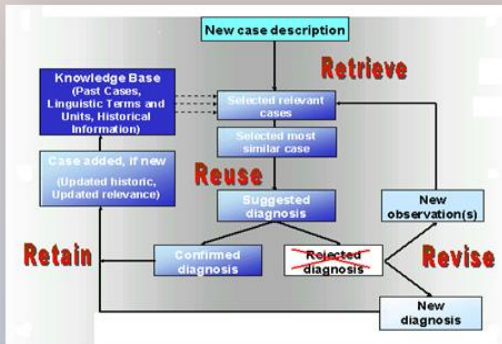 New case description
Retrieve
Knowledge Base
(Past Cases,
Linguistic Terms and
Units, Historical
Information)
Selected relevant
cases
Selected most
similar case
Case added, if new
(Updated historic,
Updated relevance)
Reuse
Suggested
diagnosis
New
observation(s)
Retain
Confirmed
diagnosis
Rejected
diagnosis
Revise
New
diagnosis